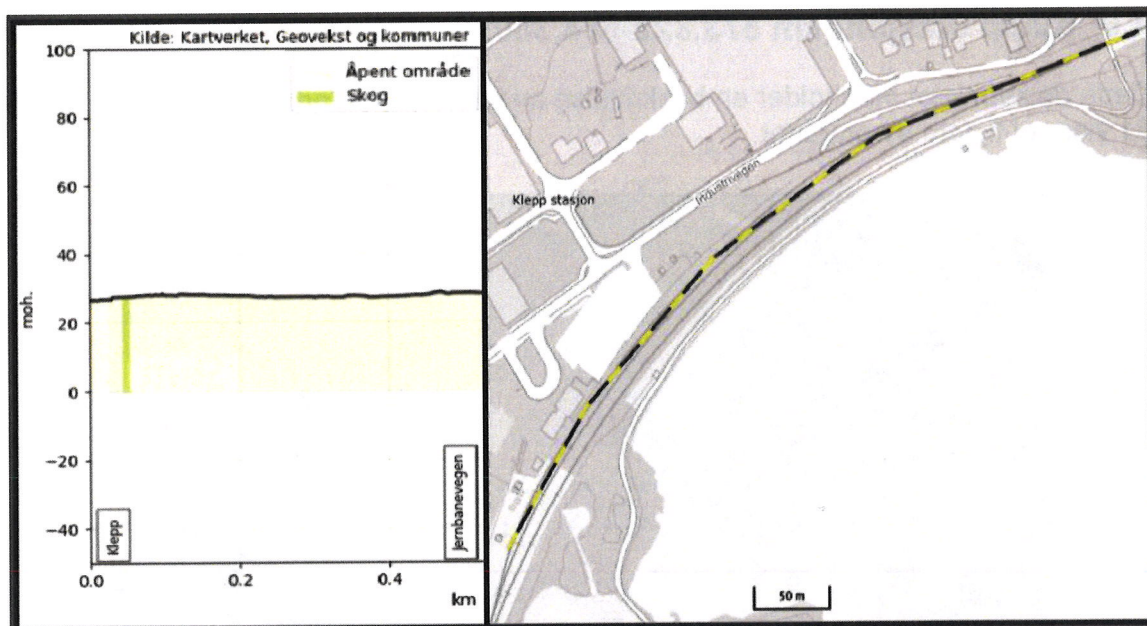 Kilde: Kartverket, Geovekst og kommuner
Åpent område
Skog
100
80
60
40
20
0
−20
−40
moh.
Klepp
Jernbanevegen
0.0
0.2
0.4
km
Klepp stasjon
Industrivegen
50 m